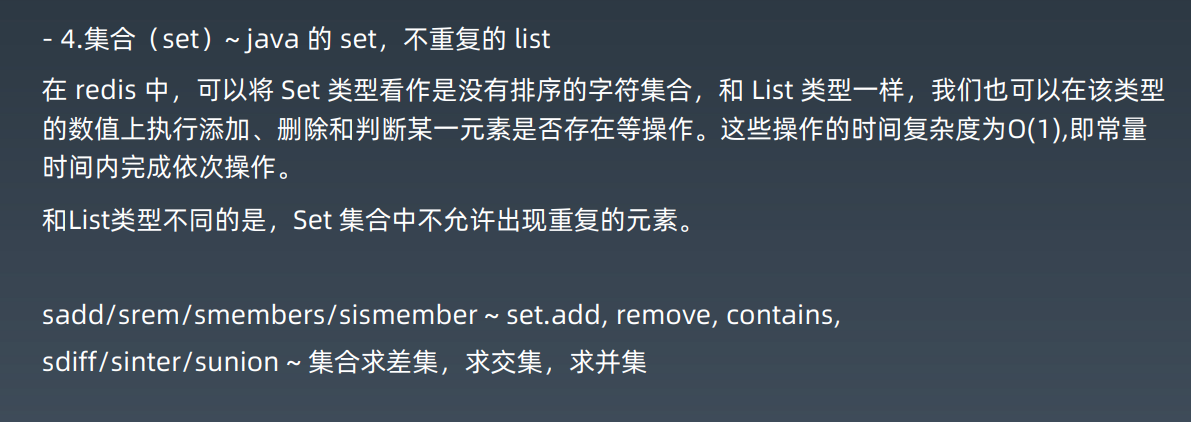 - 4.集合（set）~ java 的 set，不重复的 list
在 redis 中，可以将 Set 类型看作是没有排序的字符集合，和 List 类型一样，我们也可以在该类型
的数值上执行添加、删除和判断某一元素是否存在等操作。这些操作的时间复杂度为O(1),即常量
时间内完成依次操作。
和List类型不同的是，Set 集合中不允许出现重复的元素。
sadd/srem/smembers/sismember ~ set.add, remove, contains,
sdiff/sinter/sunion ~ 集合求差集，求交集，求并集